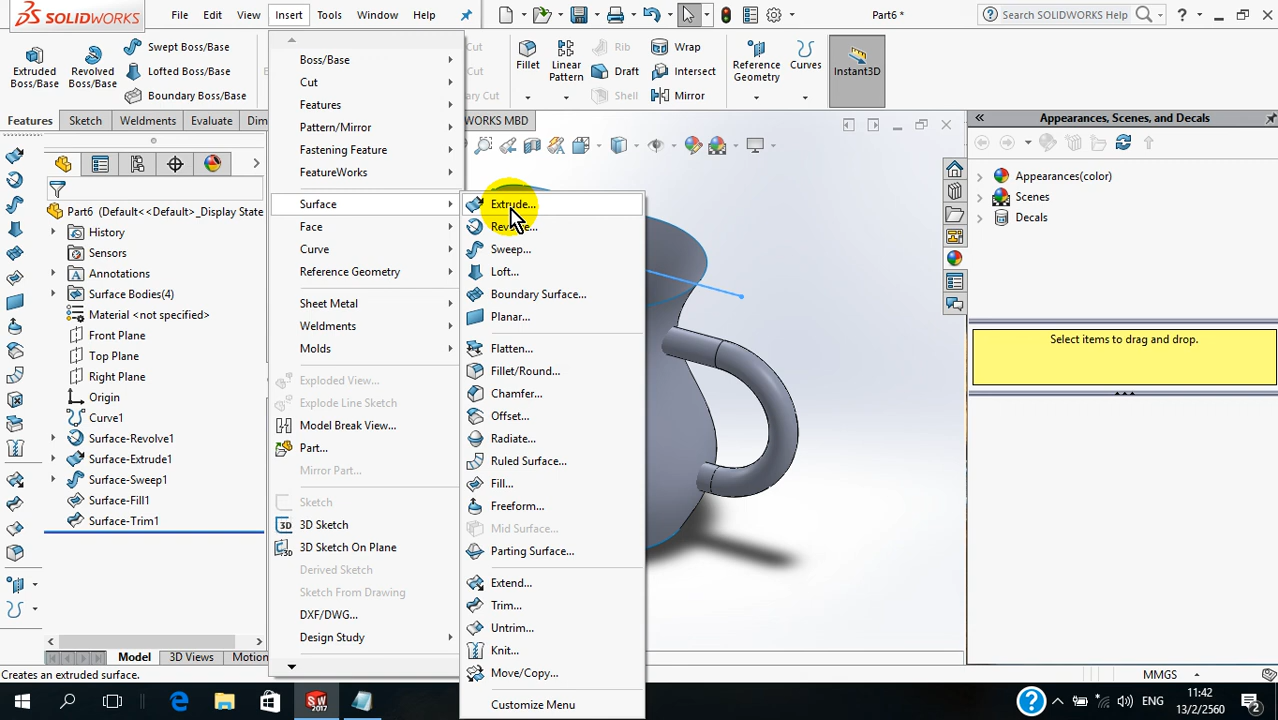 SOLIDWORKS
File Edit View Insert Tools Window Help
Part6 *
Search SOLIDWORKS Help
Extruded Boss/Base
Revolved Boss/Base
Swept Boss/Base
Lofted Boss/Base
Boundary Boss/Base
Cut
Cut
ary Cut
Fillet
Linear Pattern
Rib
Draft
Shell
Wrap
Intersect
Mirror
Reference Geometry
Curves
Instant3D
Features Sketch Weldments Evaluate Dim
WORKS MBD
Part6 (Default<<Default>_Display State
History
Sensors
Annotations
Surface Bodies(4)
Material <not specified>
Front Plane
Top Plane
Right Plane
Origin
Curve1
Surface-Revolve1
Surface-Extrude1
Surface-Sweep1
Surface-Fill1
Surface-Trim1
Boss/Base
Cut
Features
Pattern/Mirror
Fastening Feature
FeatureWorks
Surface
Face
Curve
Reference Geometry
Sheet Metal
Weldments
Molds
Exploded View...
Explode Line Sketch
Model Break View...
Part...
Mirror Part...
Sketch
3D Sketch
3D Sketch On Plane
Derived Sketch
Sketch From Drawing
DXF/DWG...
Design Study
Extrude...
Sweep...
Loft...
Boundary Surface...
Planar...
Flatten...
Fillet/Round...
Chamfer...
Offset...
Radiate...
Ruled Surface...
Fill...
Freeform...
Mid Surface...
Parting Surface...
Extend...
Trim...
Untrim...
Knit...
Move/Copy...
Customize Menu
Appearances, Scenes, and Decals
Appearances(color)
Scenes
Decals
Select items to drag and drop.
Model 3D Views Motion
Creates an extruded surface.
MMGS
SW
2017
ENG
11:42
13/2/2560
2